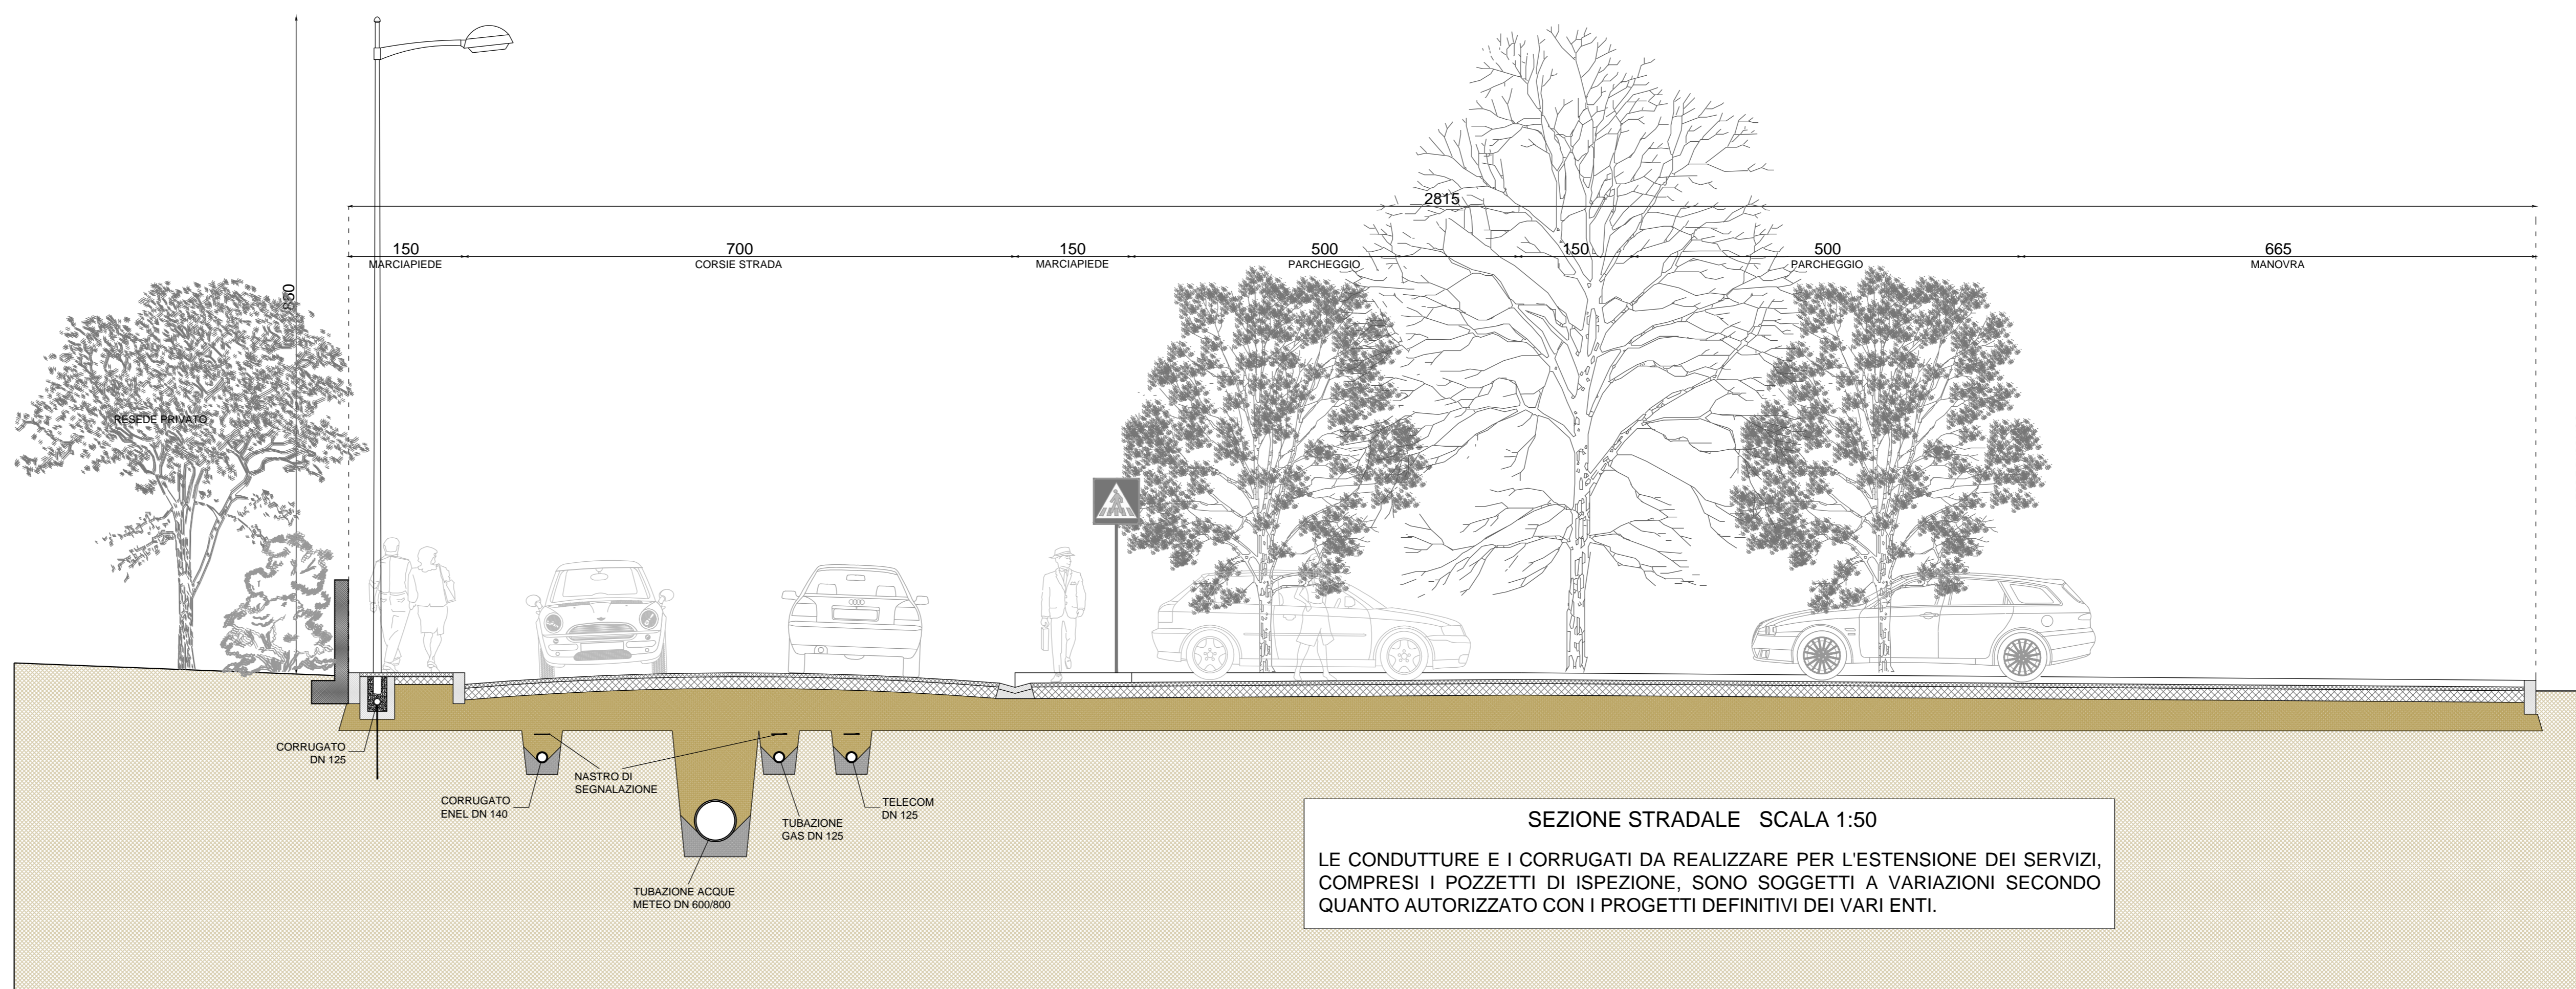 2815
150
700
150
500
150
500
665
MARCIAPIEDE
CORSIE STRADA
MARCIAPIEDE
PARCHEGGIO
PARCHEGGIO
MANOVRA
850
RESEDE PRIVATO
CORRUGATO
DN 125
CORRUGATO
ENEL DN 140
NASTRO DI
SEGNALAZIONE
TUBAZIONE
GAS DN 125
TELECOM
DN 125
TUBAZIONE ACQUE
METEO DN 600/800
SEZIONE STRADALE SCALA 1:50
LE CONDUTTURE E I CORRUGATI DA REALIZZARE PER L'ESTENSIONE DEI SERVIZI,
COMPRESI I POZZETTI DI ISPEZIONE, SONO SOGGETTI A VARIAZIONI SECONDO
QUANTO AUTORIZZATO CON I PROGETTI DEFINITIVI DEI VARI ENTI.